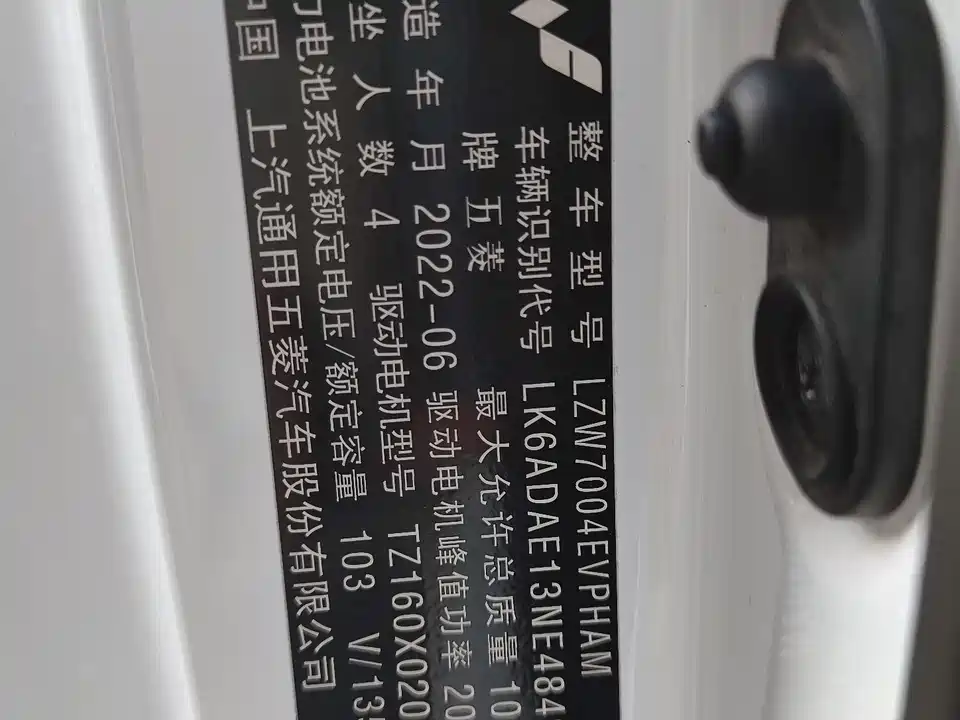 整车型号 LZW7004EVPHAM
车辆识别代号 LK6ADAE13NE484
牌 五菱 最大允许总质量 10
造年月 2022-06 驱动电机峰值功率 20
坐人数 4 驱动电机型号 TZ160X020
力电池系统额定电压/额定容量 103 V/135
中国 上汽通用五菱汽车股份有限公司